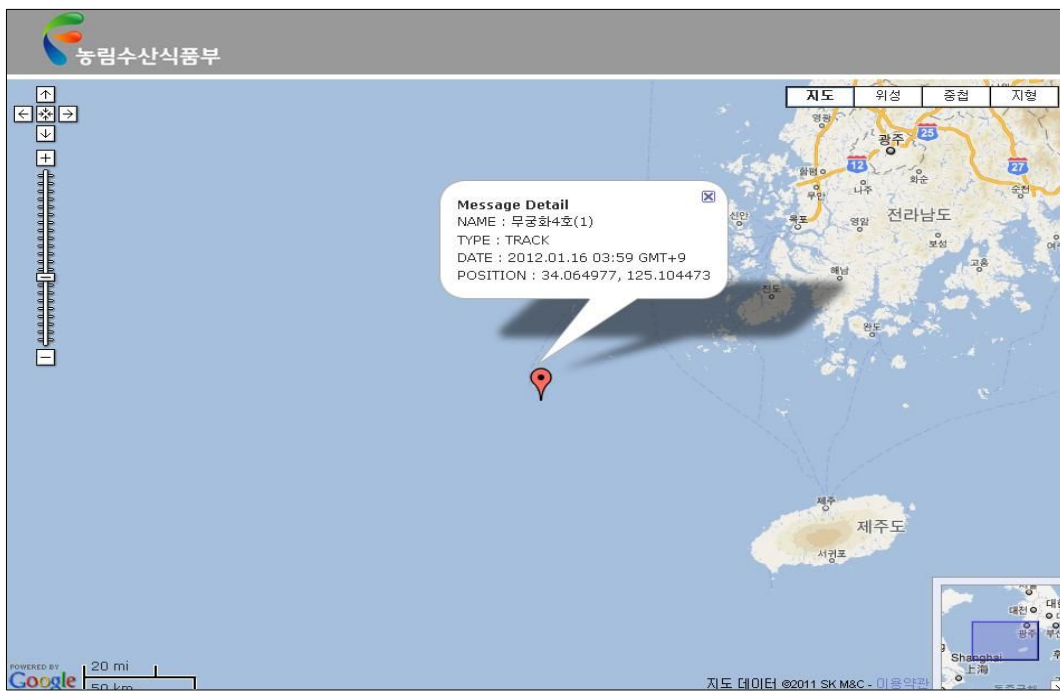 농림수산식품부
지도 위성 중첩 지형
영광
광주 25
함평 12 27
나주 화순 순천
무안
신안 목포 영암 전라남도
보성
고흥
해남
진도
완도
Message Detail
NAME : 무궁화4호(1)
TYPE : TRACK
DATE : 2012.01.16 03:59 GMT+9
POSITION : 34.064977, 125.104473
제주
제주도
서귀포
대전
광주
Shanghai
上海
POWERED BY
Google
20 mi
50 km
지도 데이터 ©2011 SK M&C - 이용약관